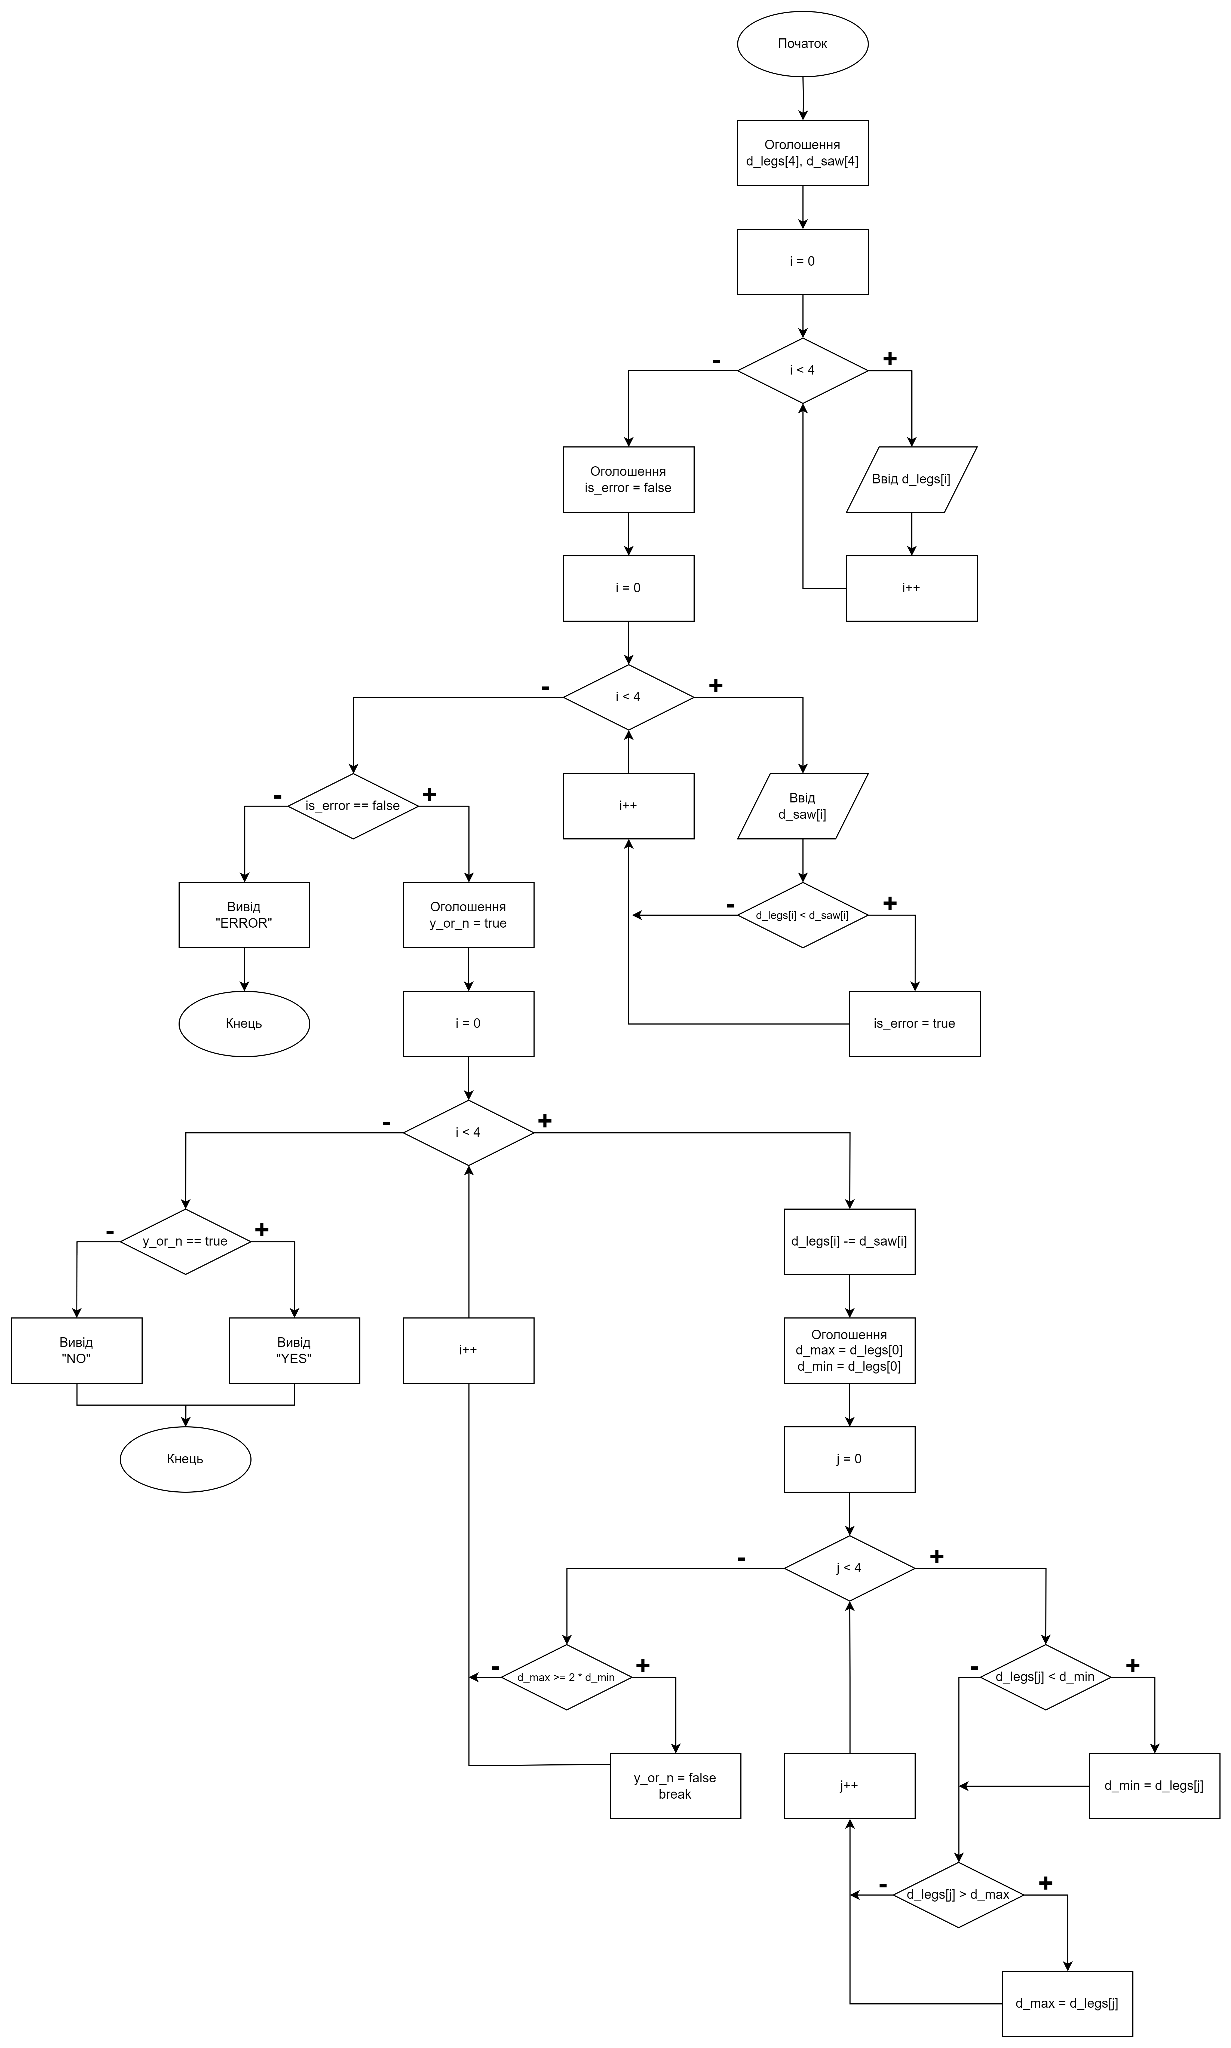 Початок
Оголошення
d_legs[4], d_saw[4]
i = 0
i < 4
-
+
Ввід d_legs[i]
i++
Оголошення
is_error = false
i = 0
i < 4
-
+
Ввід
d_saw[i]
i++
d_legs[i] < d_saw[i]
-
+
is_error = true
is_error == false
-
+
Вивід
"ERROR"
Кнець
Оголошення
y_or_n = true
i = 0
i < 4
-
+
y_or_n == true
-
+
Вивід
"NO"
Вивід
"YES"
Кнець
i++
d_legs[i] -= d_saw[i]
Оголошення
d_max = d_legs[0]
d_min = d_legs[0]
j = 0
j < 4
-
+
d_max >= 2 * d_min
-
+
y_or_n = false
break
j++
d_legs[j] < d_min
-
+
d_min = d_legs[j]
d_legs[j] > d_max
-
+
d_max = d_legs[j]